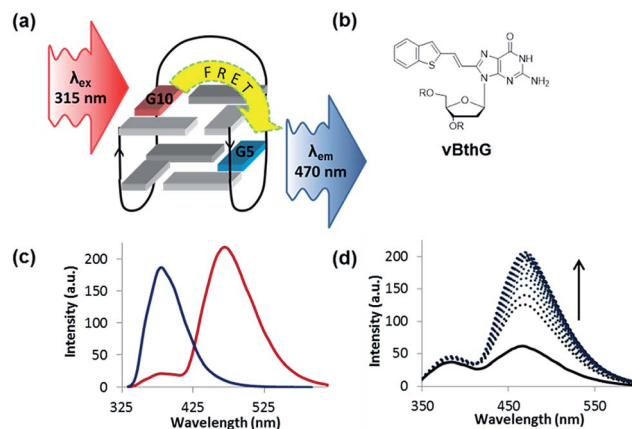 (a)
λex
315 nm
G10
FRET
G5
λem
470 nm
(b)
O
N
NH
N
N
NH2
S
RO
O
OR
vBthG
(c)
Intensity (a.u.)
200
150
100
50
0
325
425
525
Wavelength (nm)
(d)
Intensity (a.u.)
200
150
100
50
0
350
450
550
Wavelength (nm)